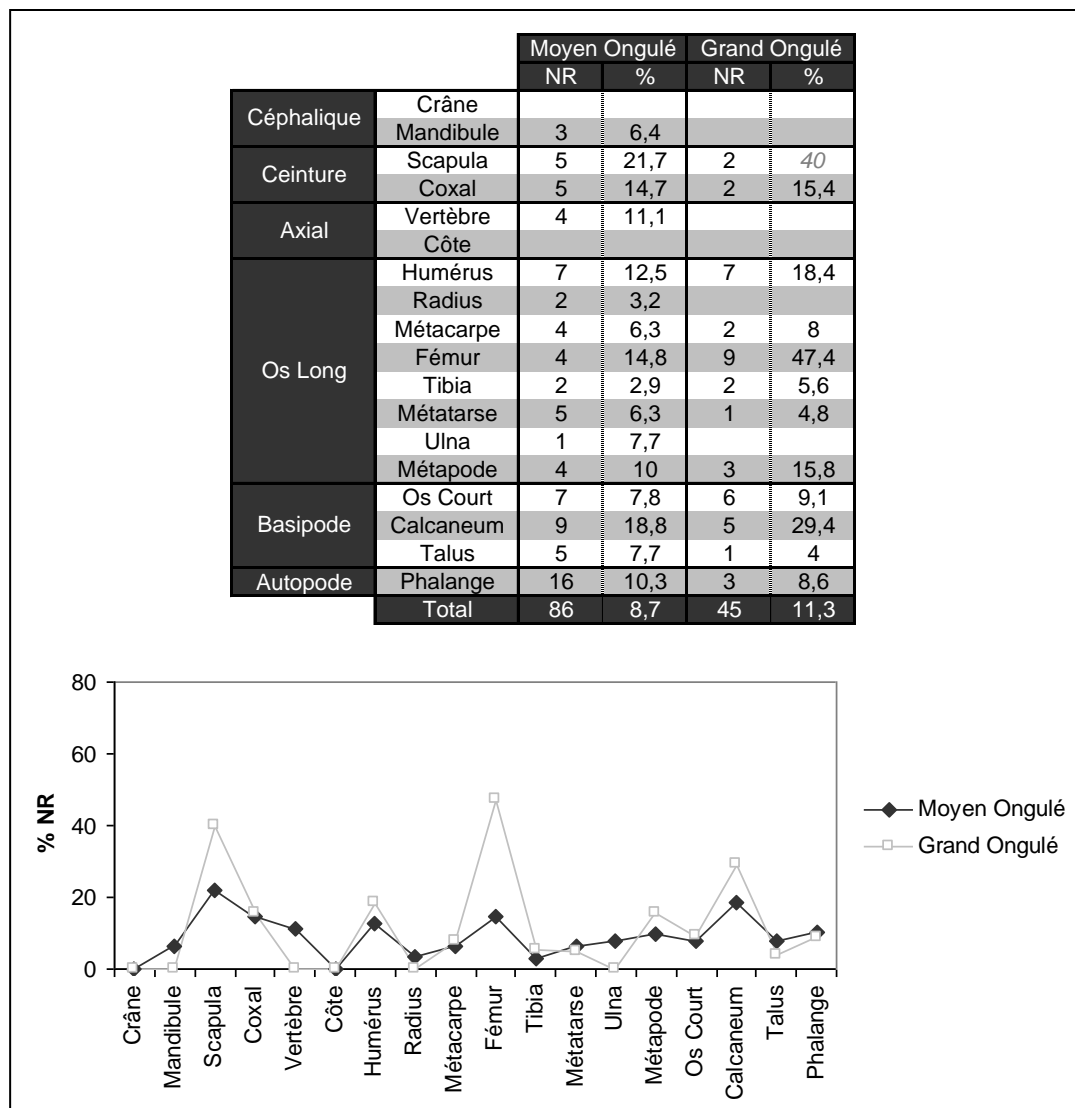 Moyen Ongulé Grand Ongulé
NR % NR %
Céphalique
Crâne
Mandibule 3 6,4
Ceinture
Scapula 5 21,7 2 40
Coxal 5 14,7 2 15,4
Axial
Vertèbre 4 11,1
Côte
Os Long
Humérus 7 12,5 7 18,4
Radius 2 3,2
Métacarpe 4 6,3 2 8
Fémur 4 14,8 9 47,4
Tibia 2 2,9 2 5,6
Métatarse 5 6,3 1 4,8
Ulna 1 7,7
Métapode 4 10 3 15,8
Basipode
Os Court 7 7,8 6 9,1
Calcaneum 9 18,8 5 29,4
Talus 5 7,7 1 4
Autopode Phalange 16 10,3 3 8,6
Total 86 8,7 45 11,3
% NR
80
60
40
20
0
Crâne
Mandibule
Scapula
Coxal
Vertèbre
Côte
Humérus
Radius
Métacarpe
Fémur
Tibia
Métatarse
Ulna
Métapode
Os Court
Calcaneum
Talus
Phalange
Moyen Ongulé
Grand Ongulé